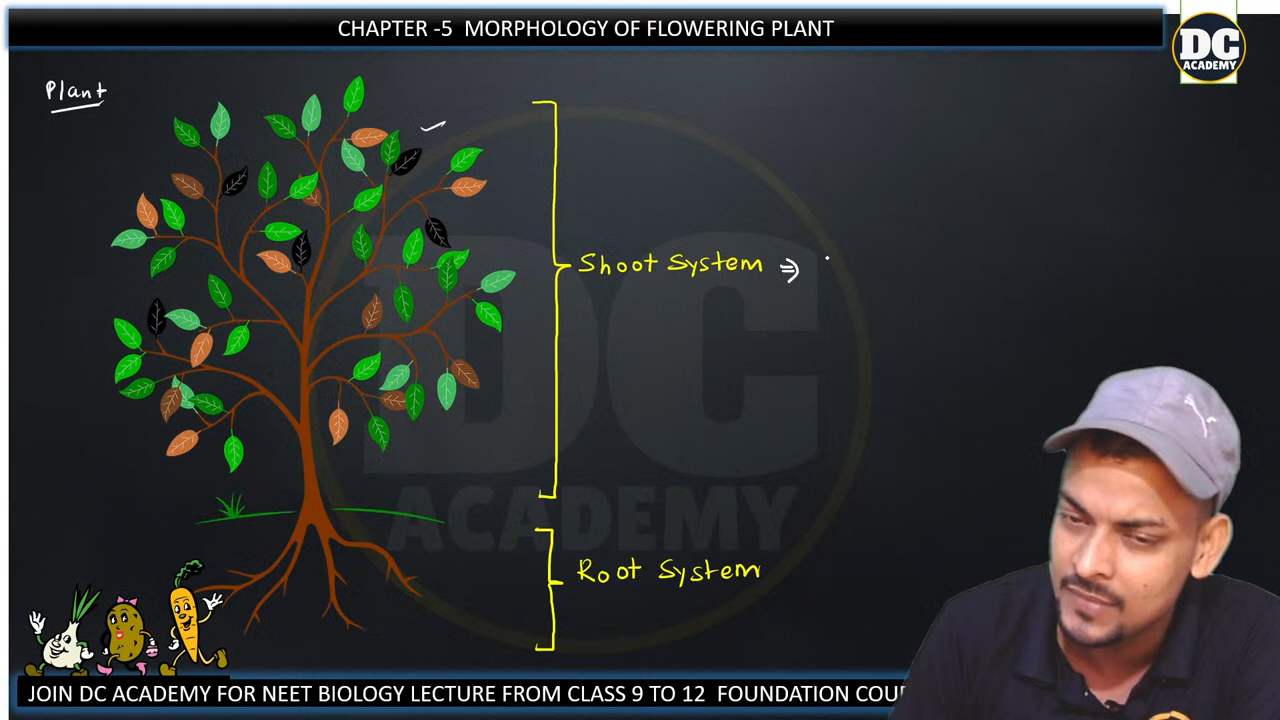 CHAPTER -5 MORPHOLOGY OF FLOWERING PLANT
DC
ACADEMY
Plant
Shoot System ⇒
DC
ACADEMY
Root System
JOIN DC ACADEMY FOR NEET BIOLOGY LECTURE FROM CLASS 9 TO 12 FOUNDATION COU